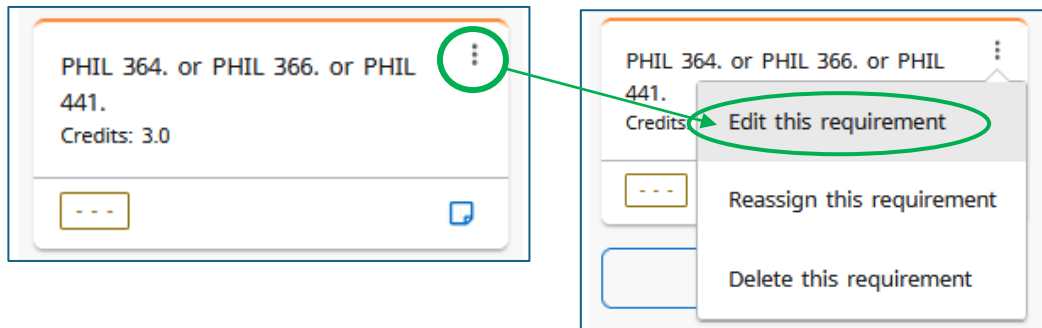 PHIL 364. or PHIL 366. or PHIL
441.
Credits: 3.0
- - -
PHIL 364. or PHIL 366. or PHIL
441.
Credits:
Edit this requirement
- - -
Reassign this requirement
Delete this requirement